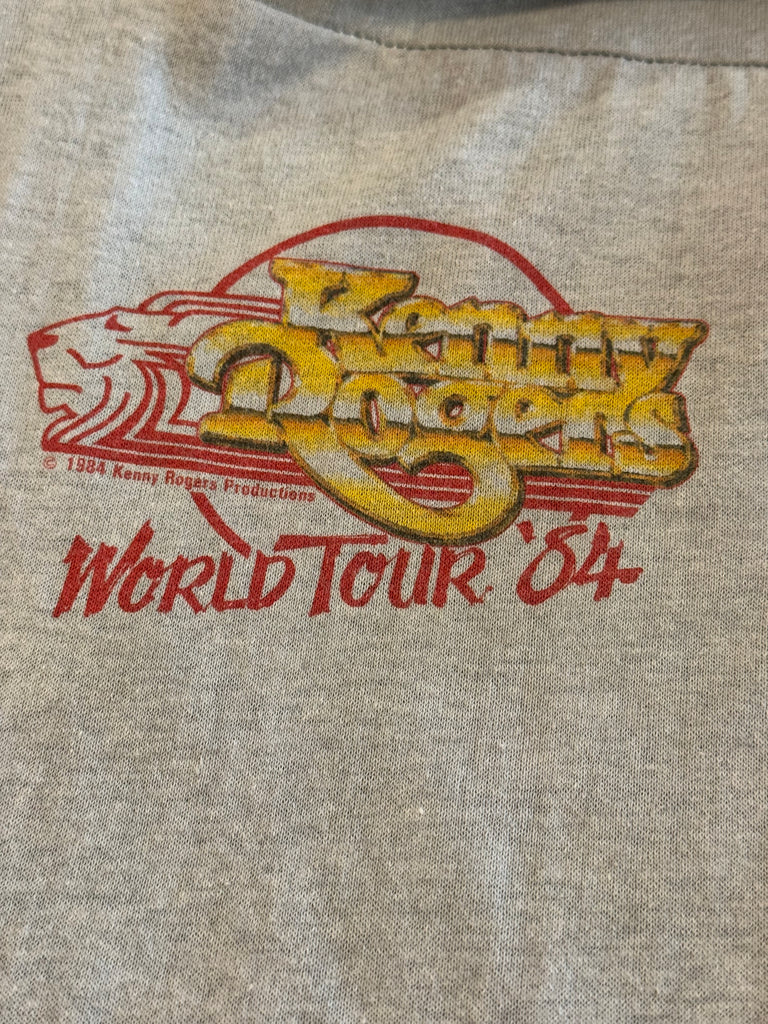 Kenny
Rogers
© 1984 Kenny Rogers Productions
WORLD TOUR '84